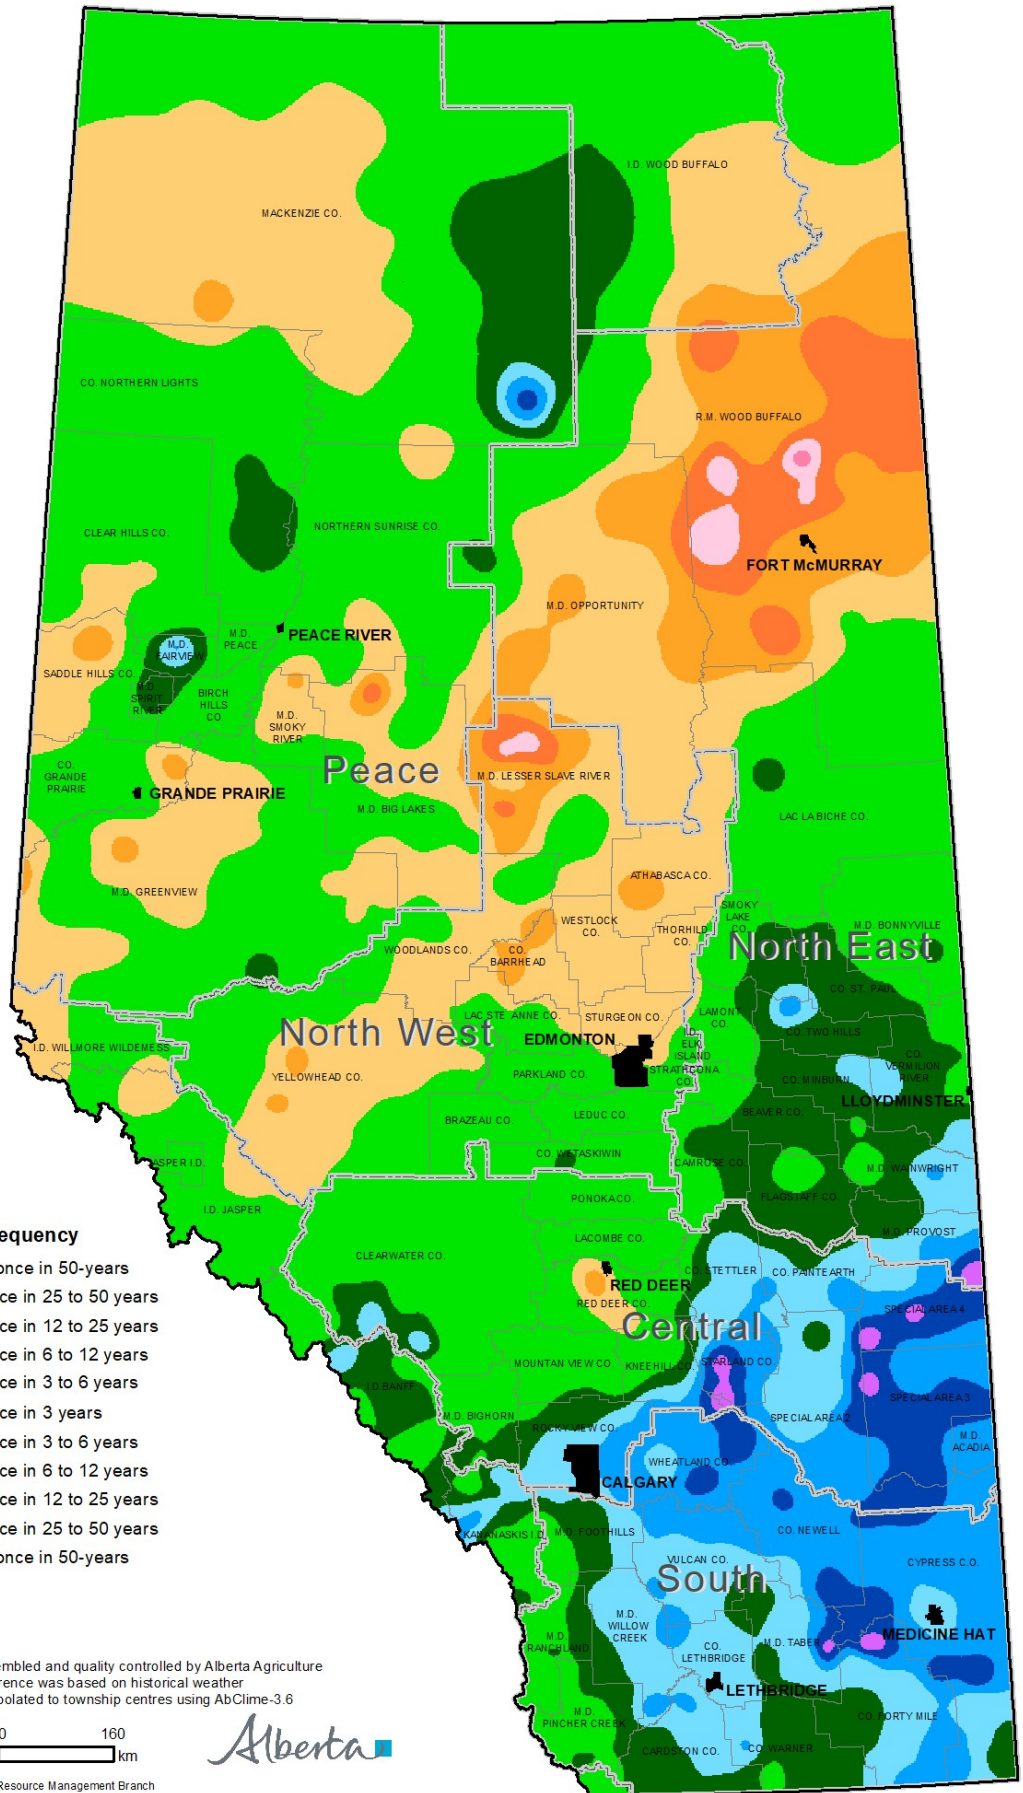 I.D. WOOD BUFFALO
MACKENZIE CO.
CO. NORTHERN LIGHTS
R.M. WOOD BUFFALO
CLEAR HILLS CO.
NORTHERN SUNRISE CO.
FORT McMURRAY
M.D. OPPORTUNITY
PEACE RIVER
M.D.
PEACE
M.D.
FAIRVIEW
SADDLE HILLS CO.
M.D.
SPIRIT
RIVER
BIRCH
HILLS
CO.
M.D.
SMOKY
RIVER
Peace
CO.
GRANDE
PRAIRIE
GRANDE PRAIRIE
M.D. LESSER SLAVE RIVER
M.D. BIG LAKES
LAC LA BICHE CO.
M.D. GREENVIEW
ATHABASCA CO.
SMOKY
LAKE
CO.
WESTLOCK
CO.
THORHILD
CO.
M.D. BONNYVILLE
North East
WOODLANDS CO.
CO.
BARRHEAD
CO. ST. PAUL
LAC STE ANNE CO.
STURGEON CO.
LAMONT
CO.
North West
EDMONTON
I.D.
ELK
ISLAND
CO. TWO HILLS
I.D. WILLMORE WILDERNESS
YELLOWHEAD CO.
PARKLAND CO.
STRATHCONA
CO.
CO. MINBURN
CO.
VERMILION
RIVER
LLOYDMINSTER
BRAZEAU CO.
LEDUC CO.
BEAVER CO.
CO. WETASKIWIN
JASPER I.D.
CAMROSE CO.
M.D. WAINWRIGHT
I.D. JASPER
PONOKA CO.
FLAGSTAFF CO.
LACOMBE CO.
M.D. PROVOST
CLEARWATER CO.
CO. STETTLER
CO. PAINTEARTH
RED DEER
RED DEER CO.
SPECIAL AREA 4
Central
MOUNTAIN VIEW CO.
KNEEHILL CO.
STARLAND CO.
I.D. BANFF
SPECIAL AREA 3
M.D. BIGHORN
SPECIAL AREA 2
ROCKY VIEW CO.
M.D.
ACADIA
WHEATLAND CO.
CALGARY
KANANASKIS I.D.
M.D. FOOTHILLS
CO. NEWELL
VULCAN CO.
CYPRESS C.O.
South
M.D.
WILLOW
CREEK
M.D.
RANCHLAND
MEDICINE HAT
M.D. TABER
CO.
LETHBRIDGE
LETHBRIDGE
M.D.
PINCHER CREEK
CO. FORTY MILE
CARDSTON CO.
CO. WARNER
equency
once in 50-years
ce in 25 to 50 years
ce in 12 to 25 years
ce in 6 to 12 years
ce in 3 to 6 years
ce in 3 years
ce in 3 to 6 years
ce in 6 to 12 years
ce in 12 to 25 years
ce in 25 to 50 years
once in 50-years
mbled and quality controlled by Alberta Agriculture
rence was based on historical weather
polated to township centres using AbClime-3.6
0 160
km
Alberta
Resource Management Branch